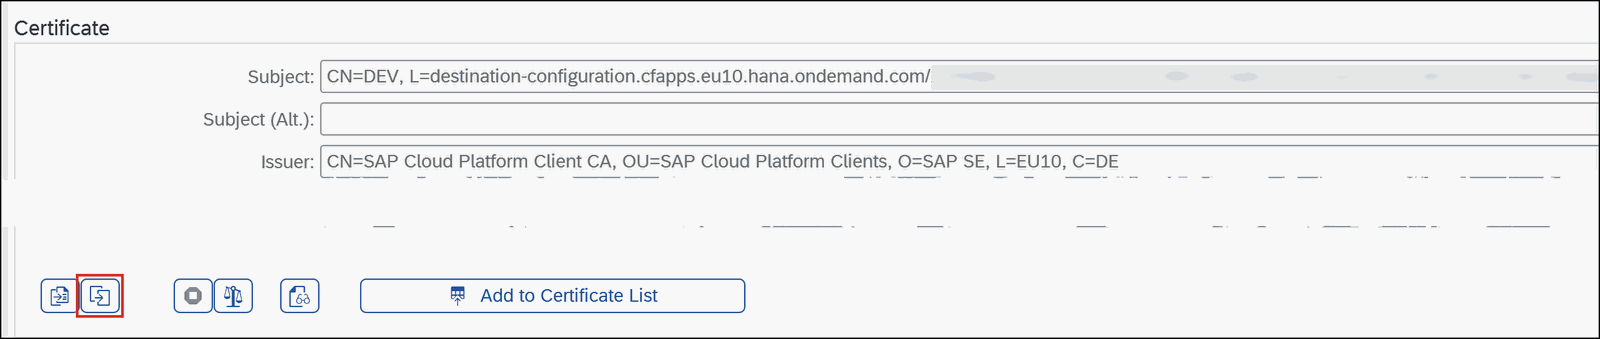 Certificate
Subject: CN=DEV, L=destination-configuration.cfapps.eu10.hana.ondemand.com/
Subject (Alt.):
Issuer: CN=SAP Cloud Platform Client CA, OU=SAP Cloud Platform Clients, O=SAP SE, L=EU10, C=DE
Add to Certificate List